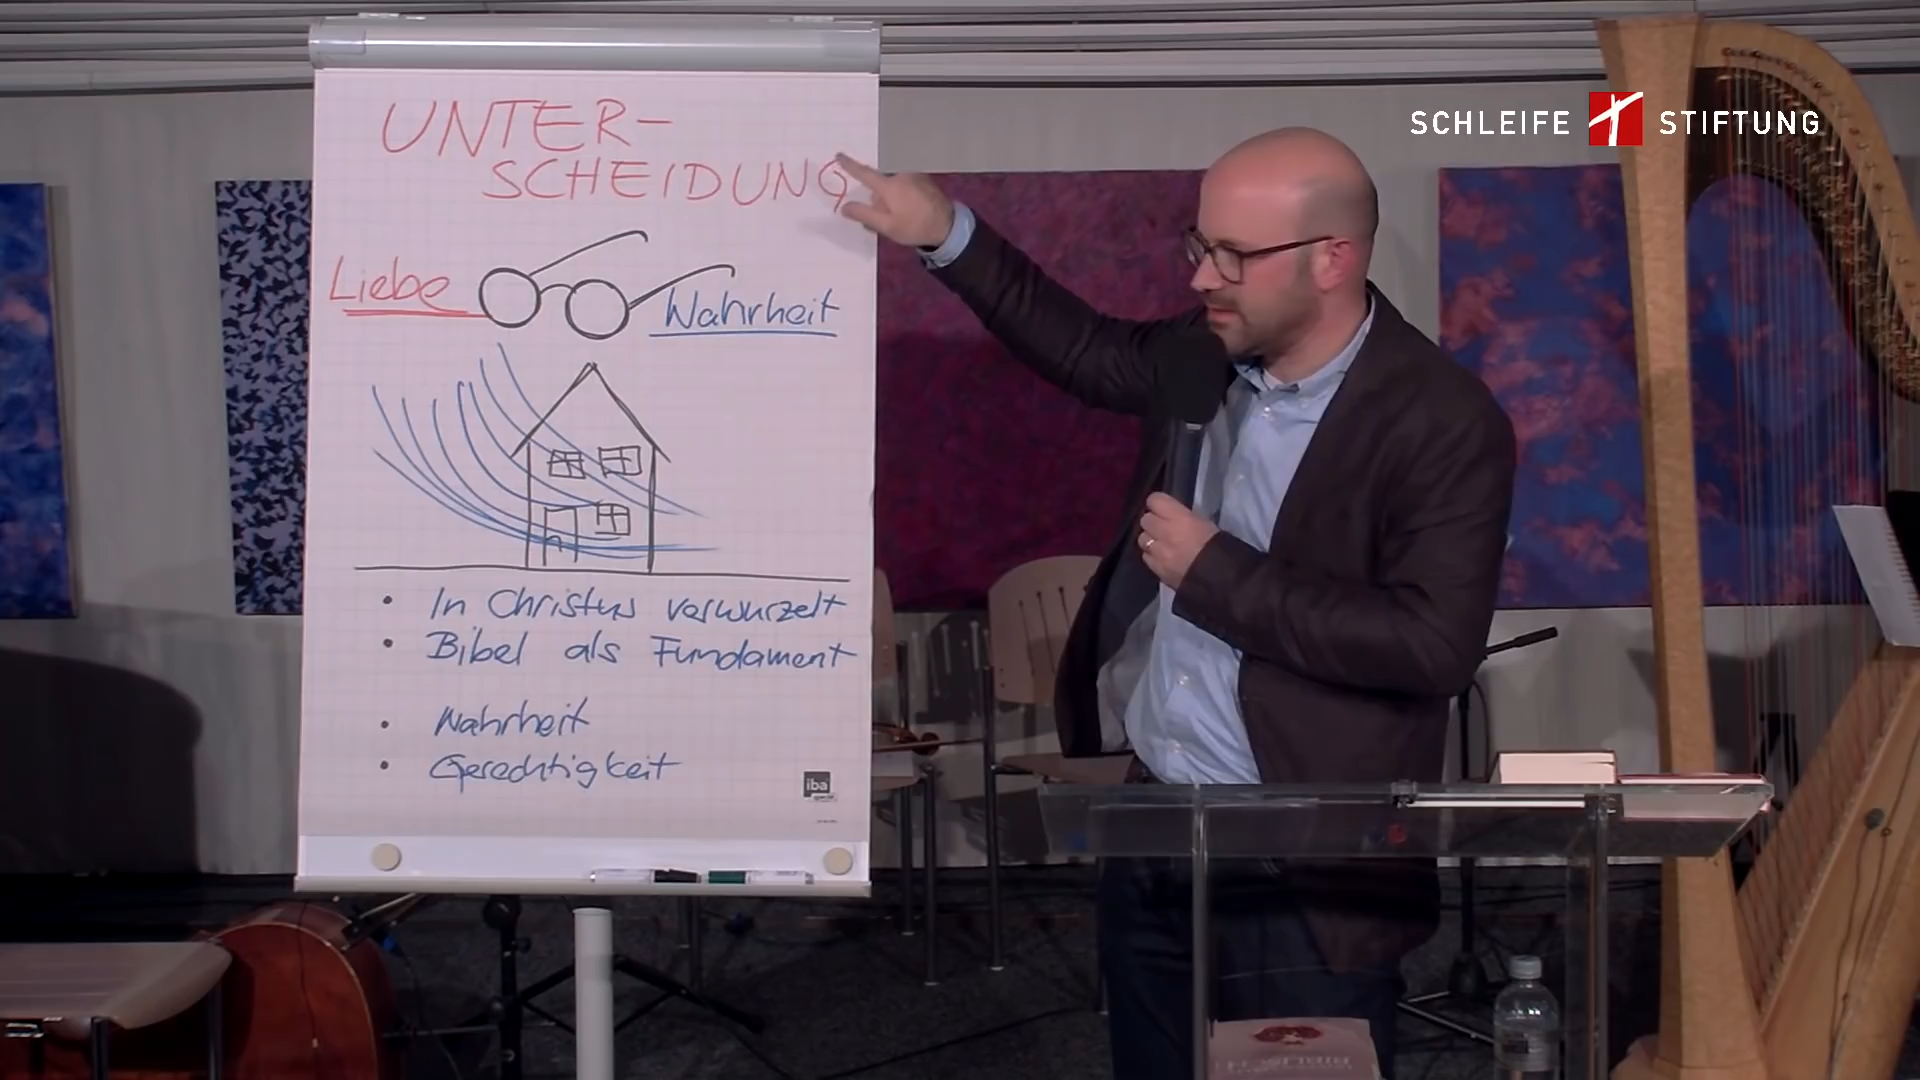 SCHLEIFE STIFTUNG
UNTER-
SCHEIDUNG
Liebe
Wahrheit
• In Christus verwurzelt
• Bibel als Fundament
• Wahrheit
• Gerechtigkeit
iba